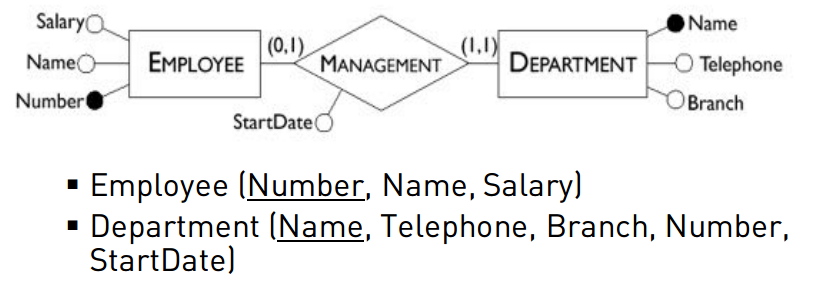 Salary
Name
Number
EMPLOYEE
(0,1)
MANAGEMENT
StartDate
(1,1)
DEPARTMENT
Name
Telephone
Branch
▪ Employee (Number, Name, Salary)
▪ Department (Name, Telephone, Branch, Number,
StartDate)